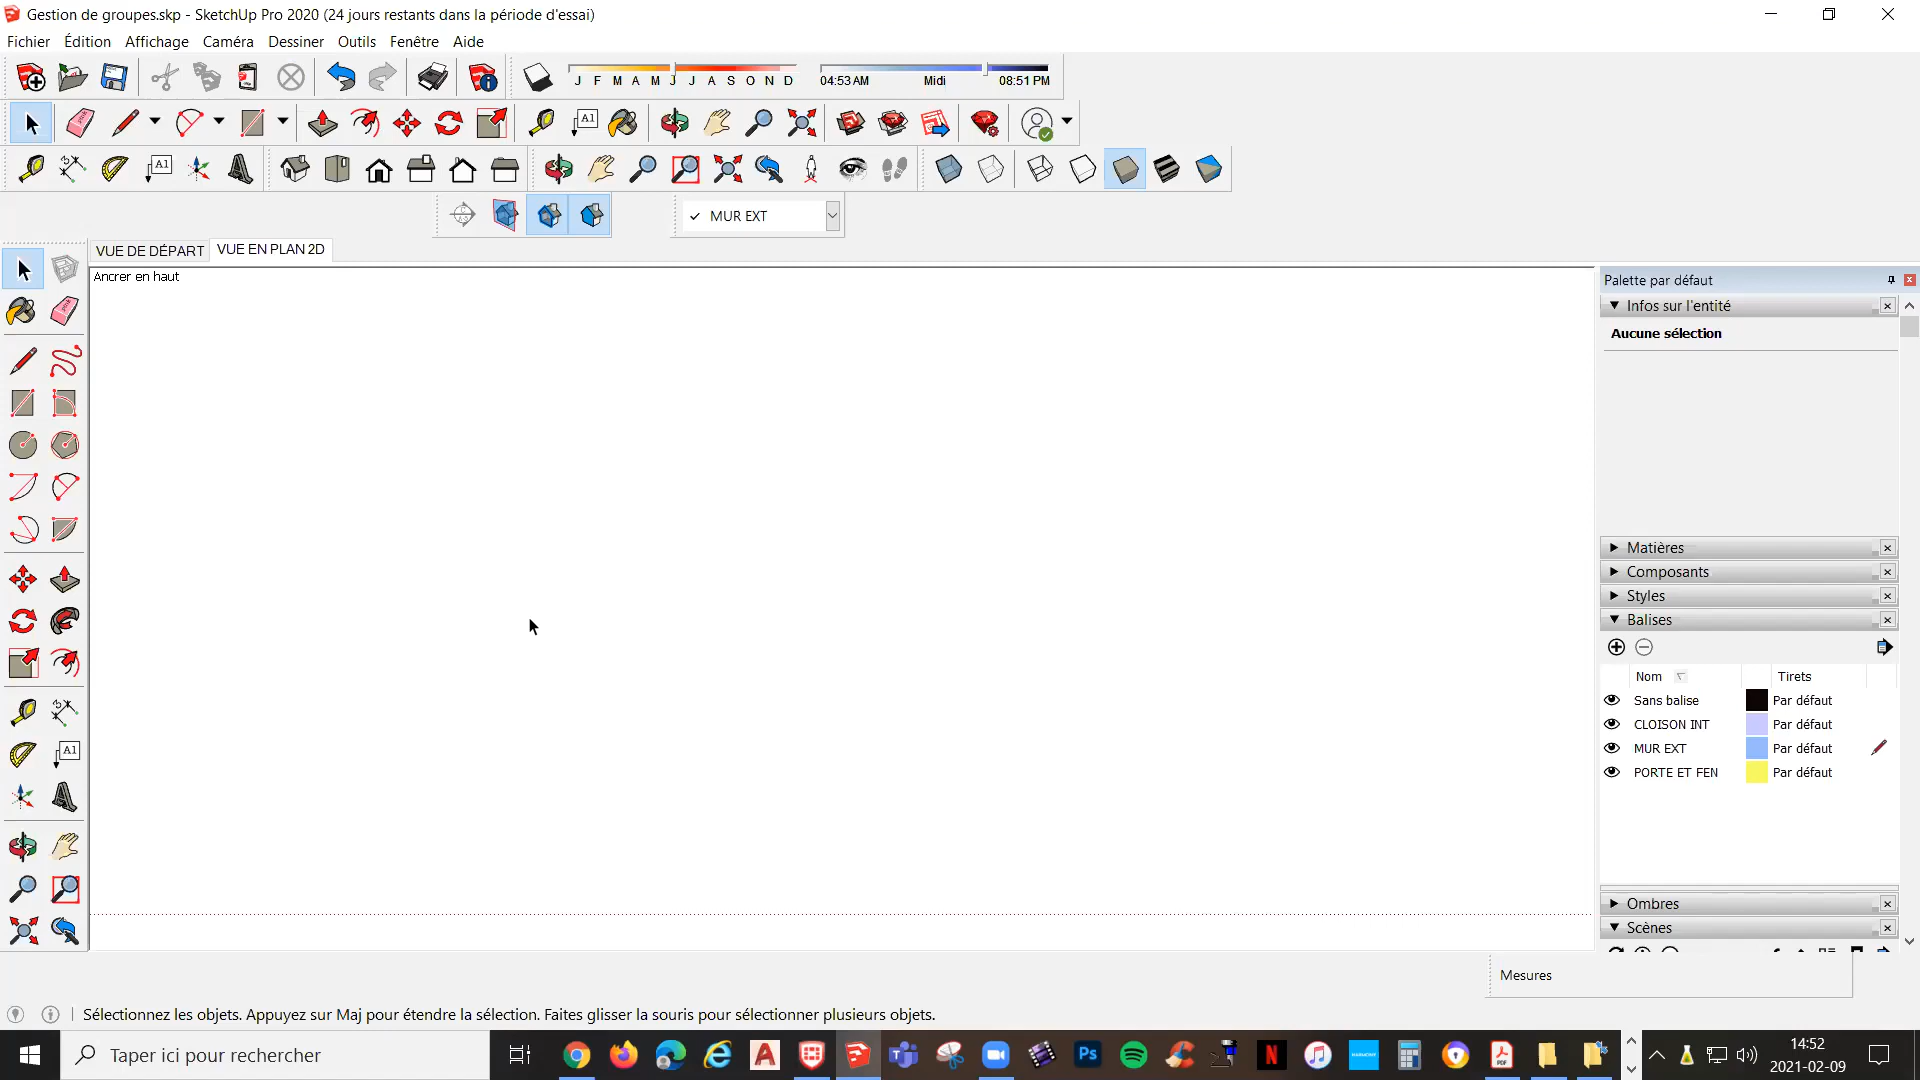 Gestion de groupes.skp - SketchUp Pro 2020 (24 jours restants dans la période d'essai)
Fichier Édition Affichage Caméra Dessiner Outils Fenêtre Aide
J F M A M J J A S O N D 04:53 AM Midi 08:51 PM
A1
A1
MUR EXT
VUE DE DÉPART VUE EN PLAN 2D
Ancrer en haut
Palette par défaut
Infos sur l'entité
Aucune sélection
Matières
Composants
Styles
Balises
Nom Tirets
Sans balise Par défaut
CLOISON INT Par défaut
MUR EXT Par défaut
A1
PORTE ET FEN Par défaut
Ombres
Scènes
Mesures
Sélectionnez les objets. Appuyez sur Maj pour étendre la sélection. Faites glisser la souris pour sélectionner plusieurs objets.
Taper ici pour rechercher
14:52
2021-02-09